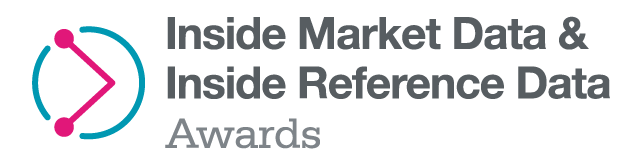 Inside Market Data &
Inside Reference Data
Awards